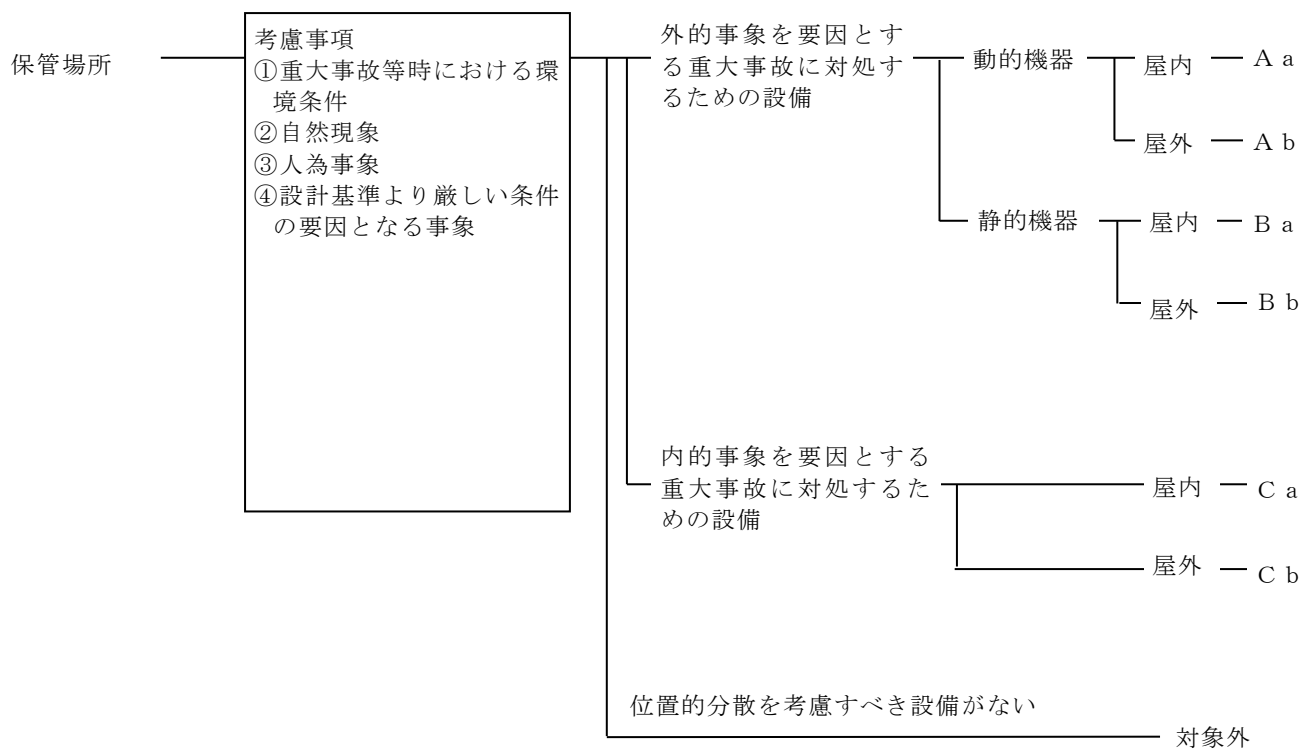 保管場所
考慮事項
①重大事故等時における環
境条件
②自然現象
③人為事象
④設計基準より厳しい条件
の要因となる事象
外的事象を要因とす
る重大事故に対処す
るための設備
動的機器
屋内
Ａａ
屋外
Ａｂ
静的機器
屋内
Ｂａ
屋外
Ｂｂ
内的事象を要因とする
重大事故に対処するた
めの設備
屋内
Ｃａ
屋外
Ｃｂ
位置的分散を考慮すべき設備がない
対象外